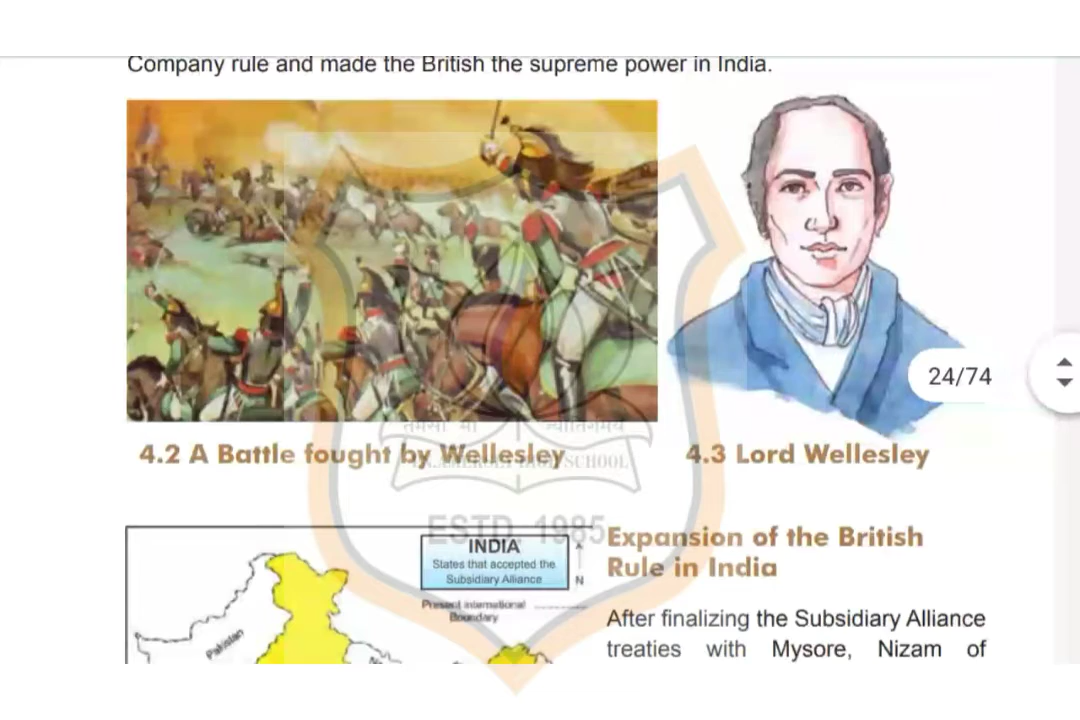 Company rule and made the British the supreme power in India.
24/74
4.2 A Battle fought by Wellesley
4.3 Lord Wellesley
SCHOOL
ESTD. 1985
INDIA
States that accepted the
Subsidiary Alliance
N
Present International
Boundary
Pakistan
Expansion of the British
Rule in India
After finalizing the Subsidiary Alliance
treaties with Mysore, Nizam of